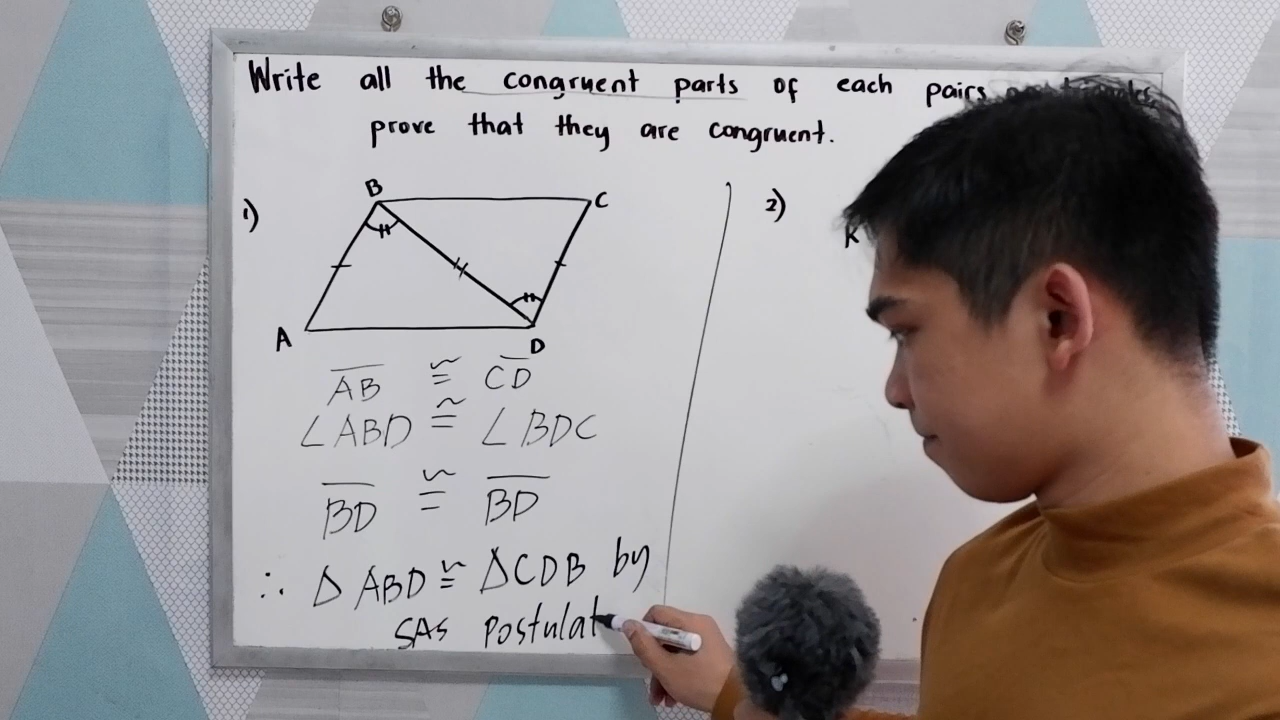 Write all the congruent parts of each pairs
prove that they are congruent.
1)
B
C
A
D
AB ≅ CD
∠ABD ≅ ∠BDC
BD ≅ BD
∴ Δ ABD ≅ ΔCDB by
SAS Postulat
2)
K